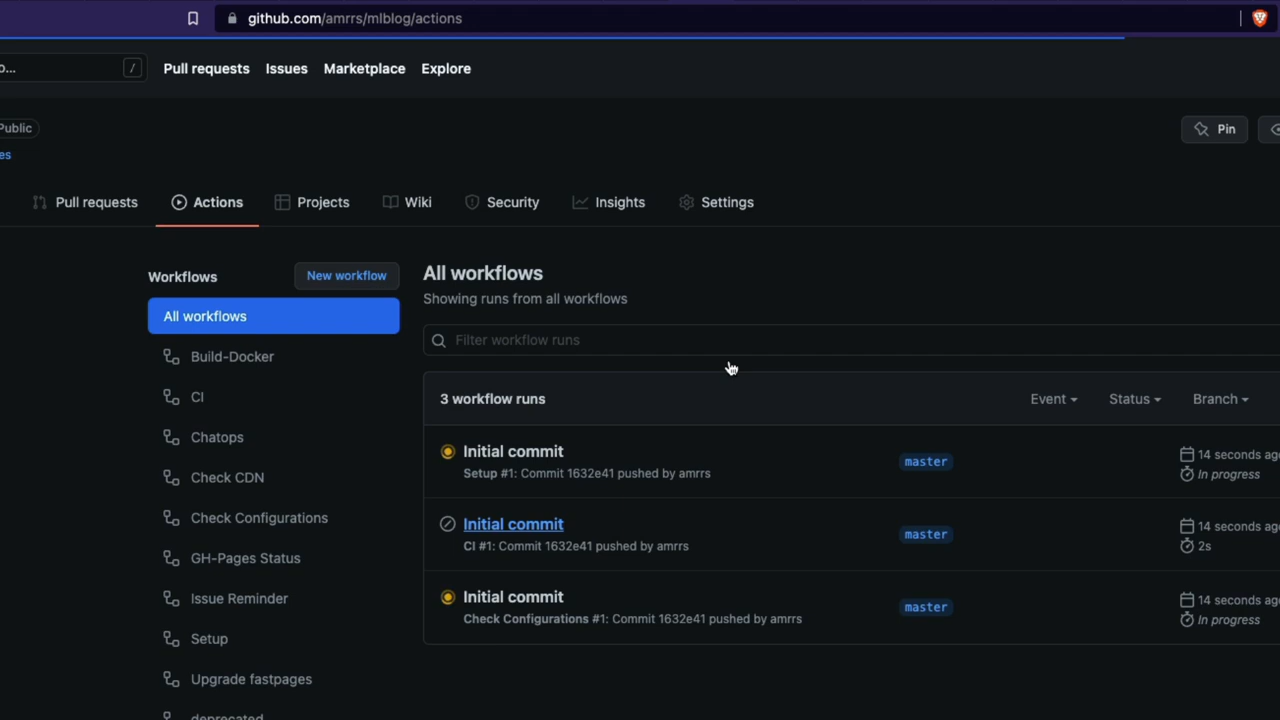 github.com/amrrs/mlblog/actions
o...
/
Pull requests
Issues
Marketplace
Explore
Public
es
Pin
Pull requests
Actions
Projects
Wiki
Security
Insights
Settings
Workflows
New workflow
All workflows
Build-Docker
CI
Chatops
Check CDN
Check Configurations
GH-Pages Status
Issue Reminder
Setup
Upgrade fastpages
deprecated
All workflows
Showing runs from all workflows
Filter workflow runs
3 workflow runs
Event
Status
Branch
Initial commit
Setup #1: Commit 1632e41 pushed by amrrs
master
14 seconds ago
In progress
Initial commit
CI #1: Commit 1632e41 pushed by amrrs
master
14 seconds ago
2s
Initial commit
Check Configurations #1: Commit 1632e41 pushed by amrrs
master
14 seconds ago
In progress